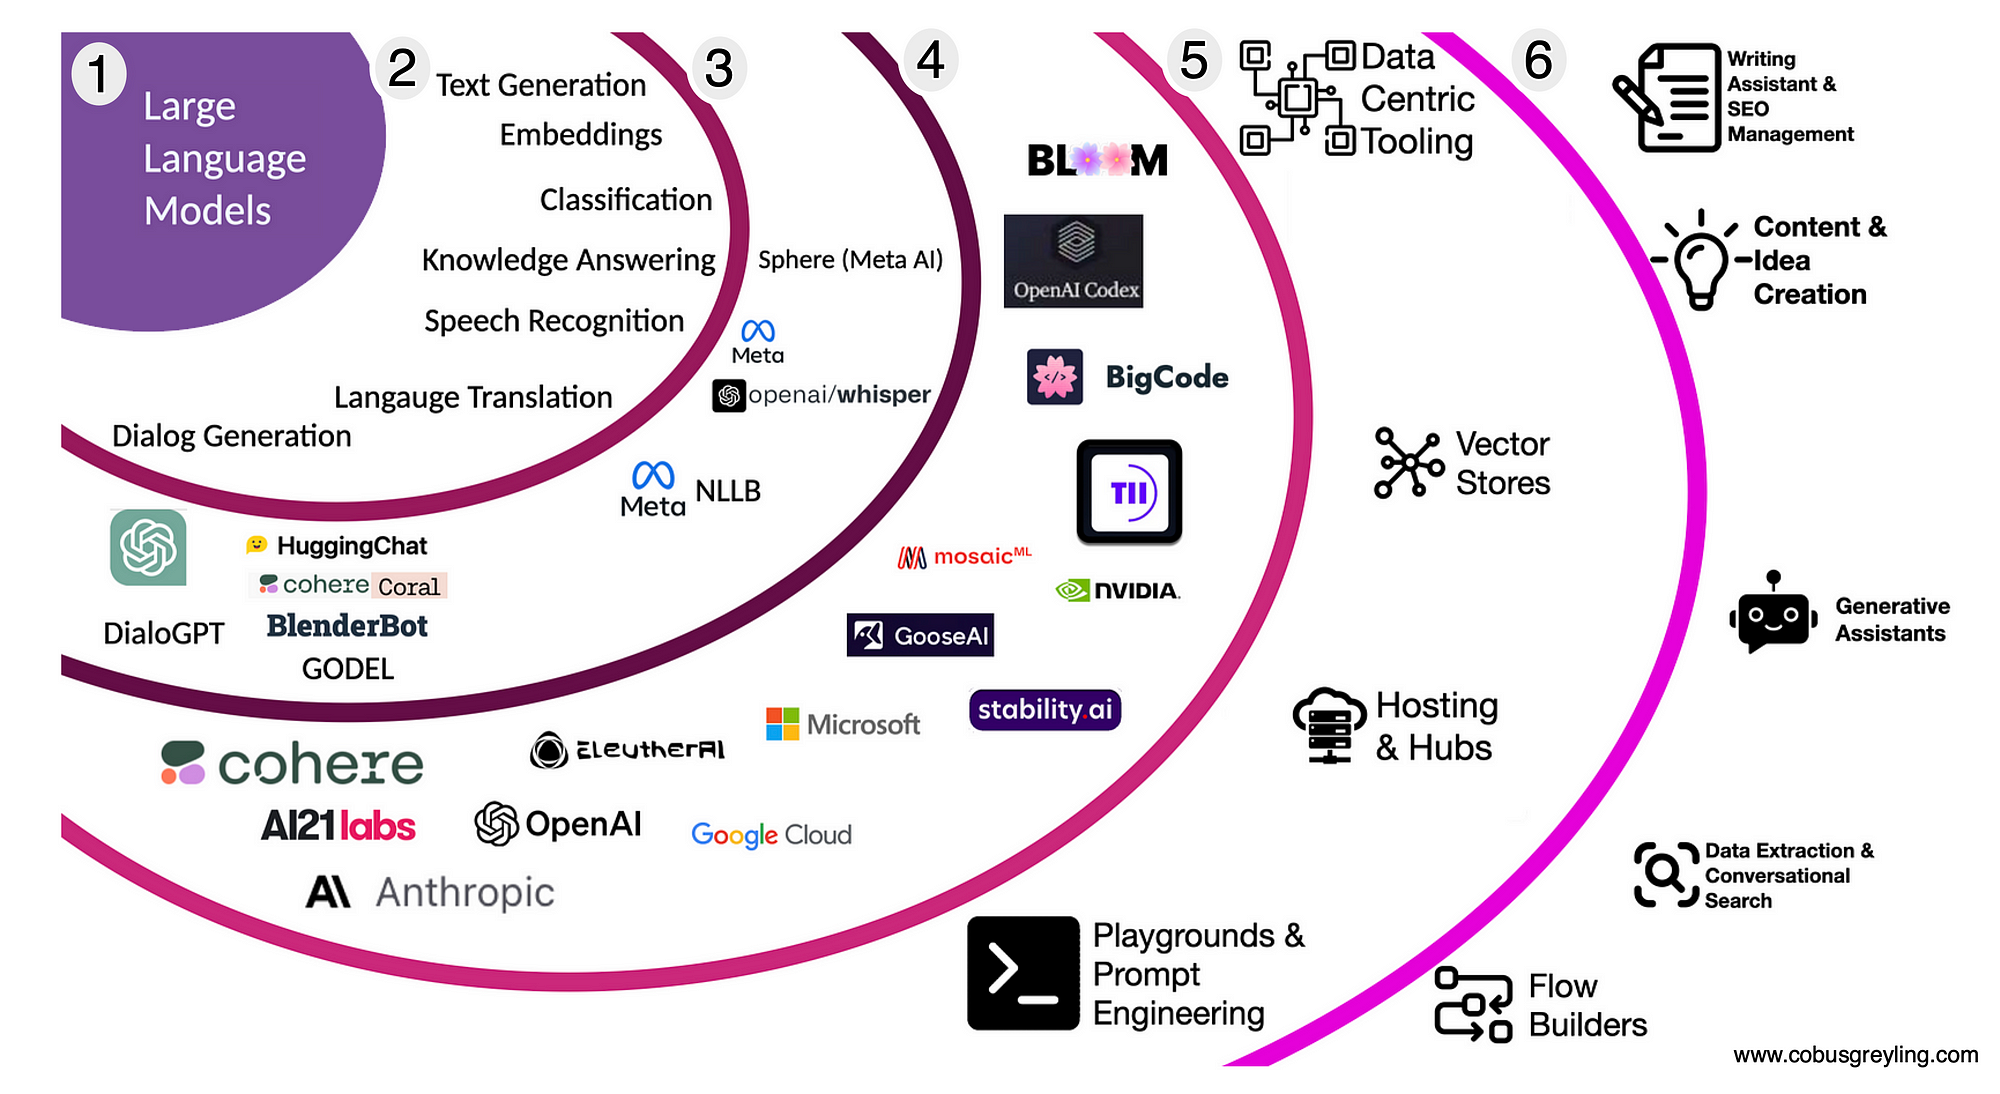 1
Large
Language
Models
2
Text Generation
Embeddings
Classification
Knowledge Answering
Speech Recognition
Langauge Translation
Dialog Generation
3
Sphere (Meta AI)
Meta
openai/whisper
Meta NLLB
HuggingChat
cohere Coral
DialoGPT
BlenderBot
GODEL
4
BLOOM
OpenAI Codex
BigCode
TII
mosaicML
NVIDIA.
GooseAI
stability.ai
Microsoft
EleutherAI
cohere
AI21labs
OpenAI
Google Cloud
A\ Anthropic
5
Data
Centric
Tooling
Vector
Stores
Hosting
& Hubs
Playgrounds &
Prompt
Engineering
6
Writing
Assistant &
SEO
Management
Content &
Idea
Creation
Generative
Assistants
Data Extraction &
Conversational
Search
Flow
Builders
www.cobusgreyling.com